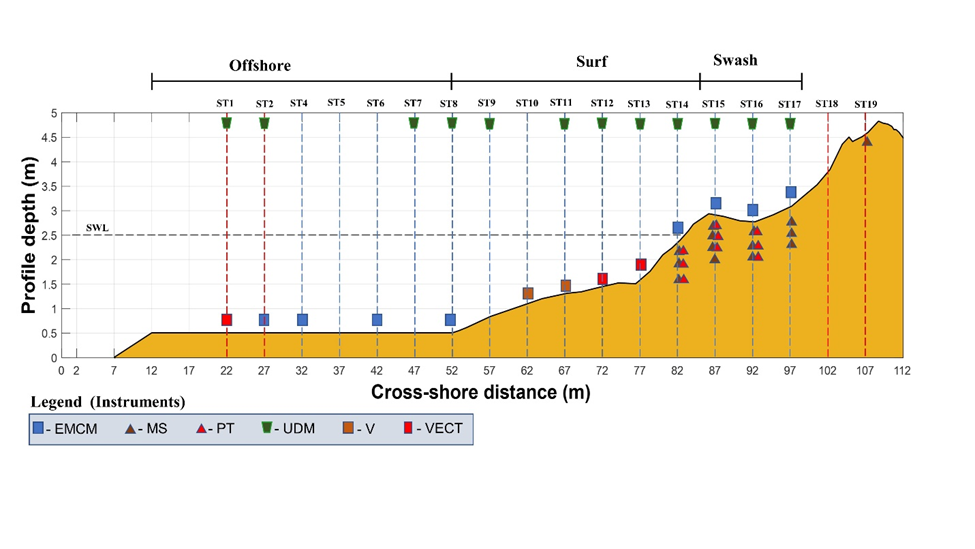 Offshore
Surf
Swash
ST1 ST2 ST4 ST5 ST6 ST7 ST8 ST9 ST10 ST11 ST12 ST13 ST14 ST15 ST16 ST17 ST18 ST19
5
4.5
4
3.5
3
2.5
2
1.5
1
0.5
0
Profile depth (m)
SWL
0 2 7 12 17 22 27 32 37 42 47 52 57 62 67 72 77 82 87 92 97 102 107 112
Cross-shore distance (m)
Legend (Instruments)
- EMCM - MS - PT - UDM - V - VECT